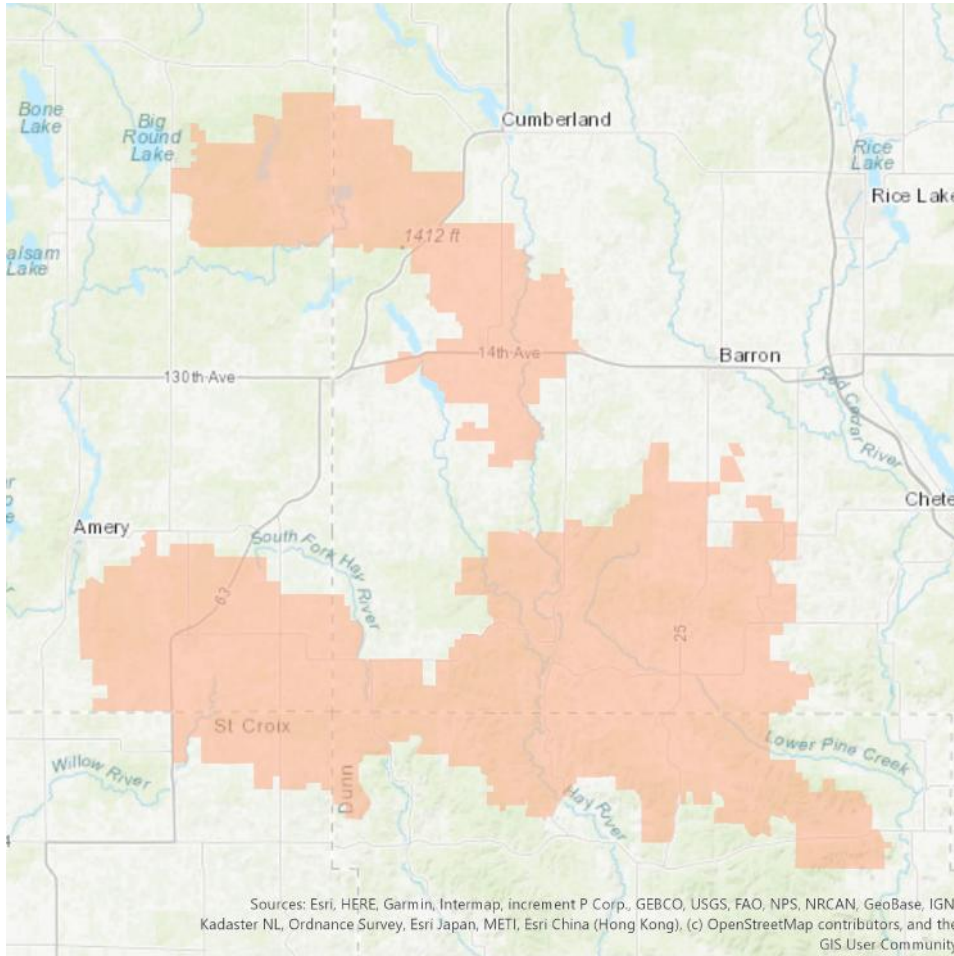 Bone
Lake
Big
Round
Lake
Cumberland
Rice
Lake
Rice Lake
alsam
Lake
1412 ft
14th Ave
130th Ave
Barron
Red Cedar River
Chete
Amery
South Fork Hay
River
63
25
St Croix
Willow River
Dunn
Lower Pine Creek
Hay River
Sources: Esri, HERE, Garmin, Intermap, increment P Corp., GEBCO, USGS, FAO, NPS, NRCAN, GeoBase, IGN,
Kadaster NL, Ordnance Survey, Esri Japan, METI, Esri China (Hong Kong), (c) OpenStreetMap contributors, and the
GIS User Community